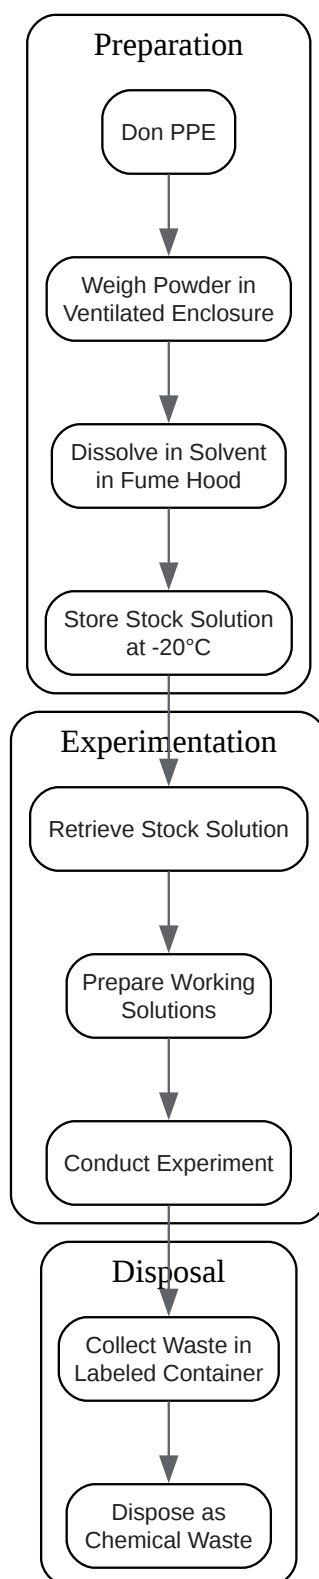 Preparation
Don PPE
Weigh Powder in
Ventilated Enclosure
Dissolve in Solvent
in Fume Hood
Store Stock Solution
at -20°C
Experimentation
Retrieve Stock Solution
Prepare Working
Solutions
Conduct Experiment
Disposal
Collect Waste in
Labeled Container
Dispose as
Chemical Waste